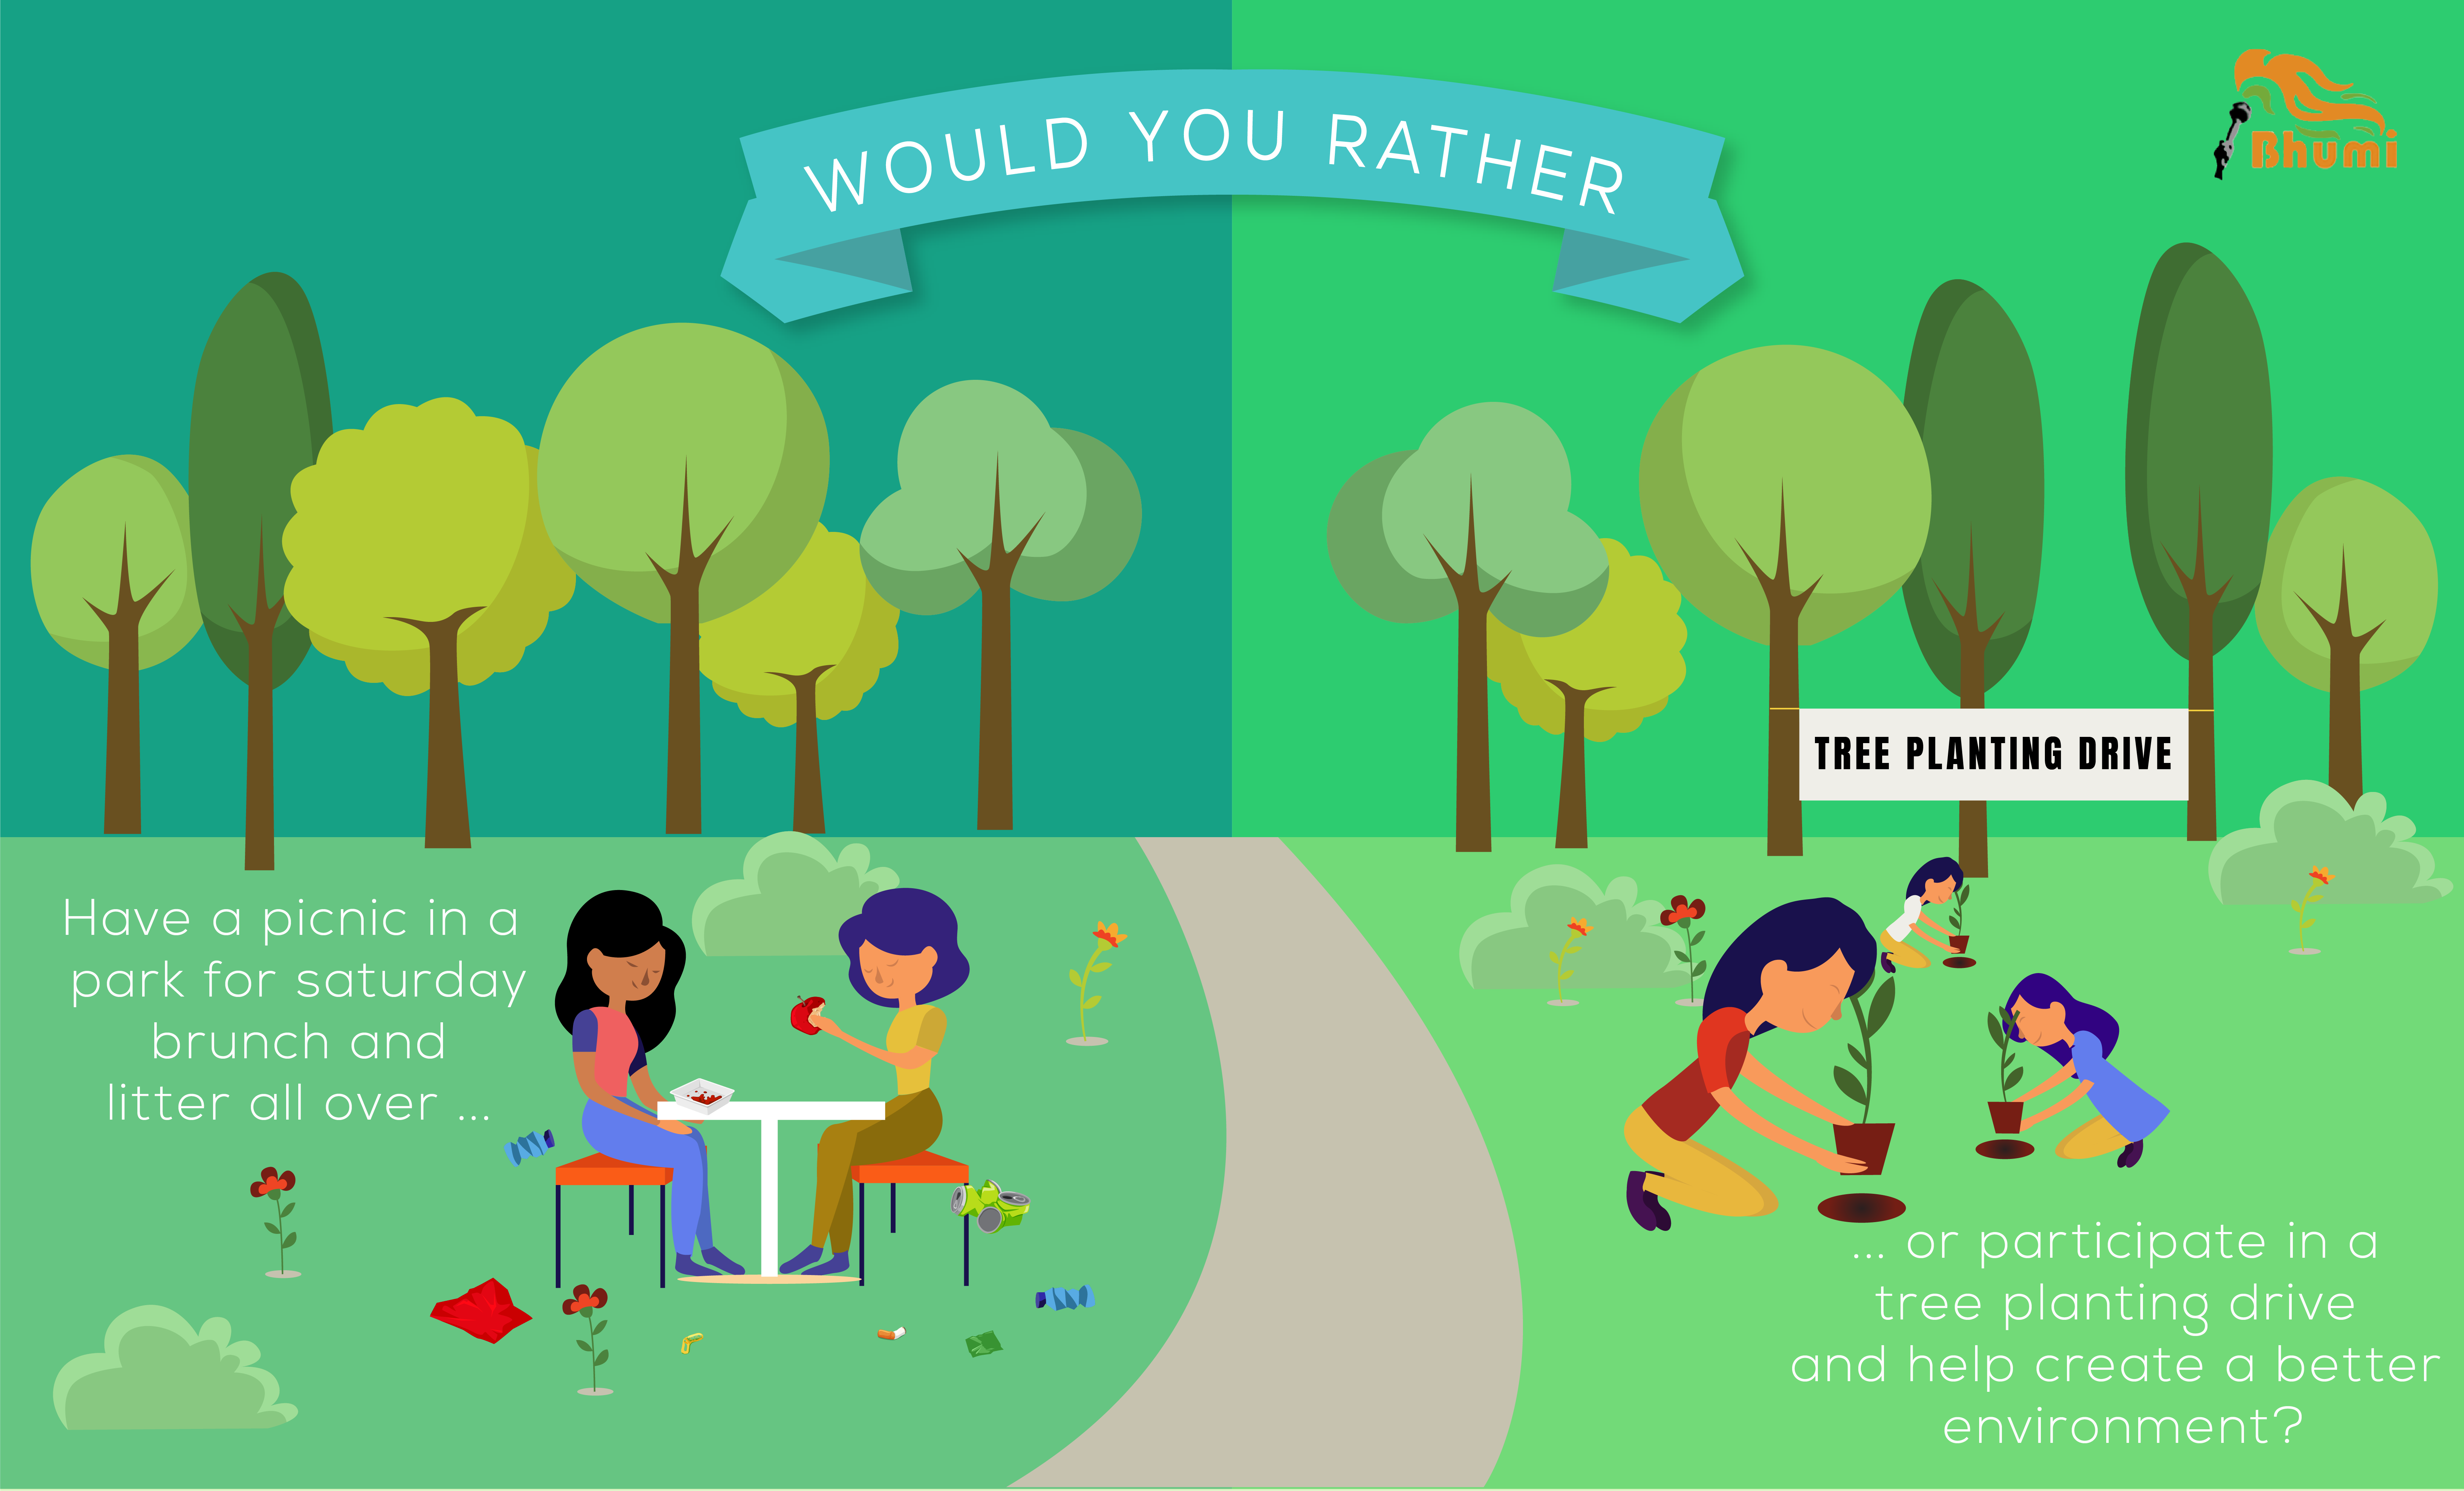 WOULD YOU RATHER
Bhumi
TREE PLANTING DRIVE
Have a picnic in a
park for saturday
brunch and
litter all over ...
... or participate in a
tree planting drive
and help create a better
environment?